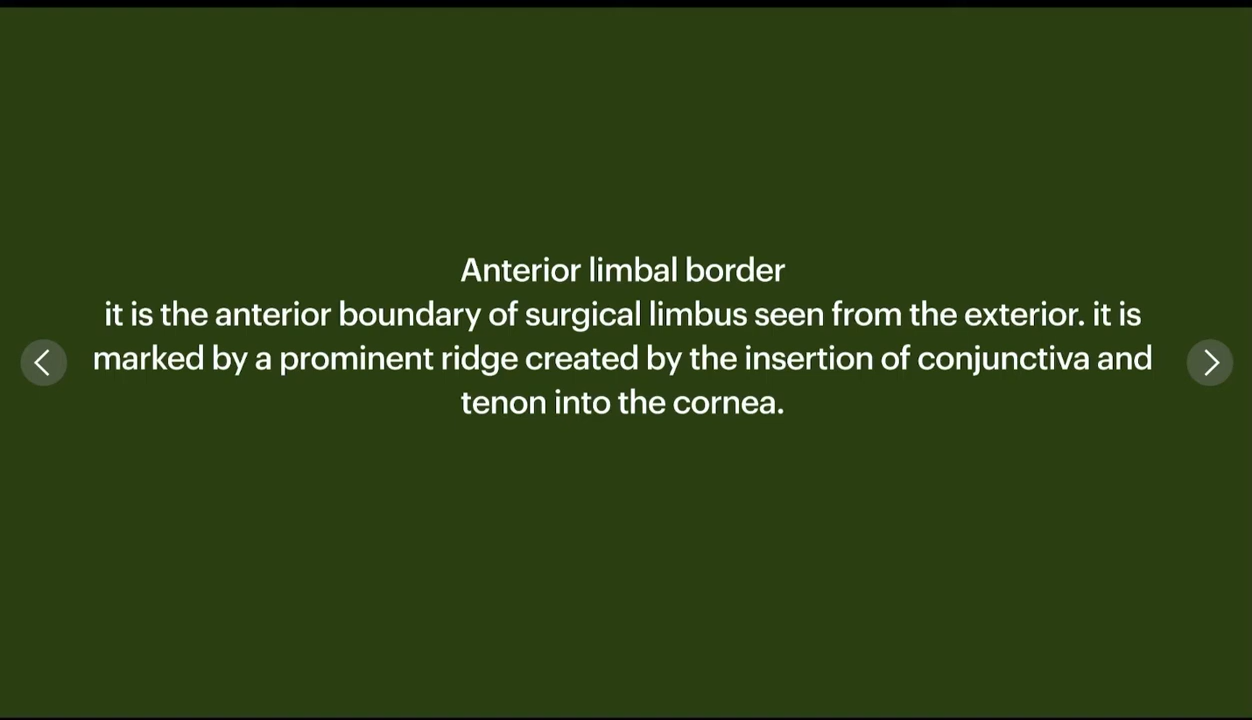 Anterior limbal border
it is the anterior boundary of surgical limbus seen from the exterior. it is
marked by a prominent ridge created by the insertion of conjunctiva and
tenon into the cornea.